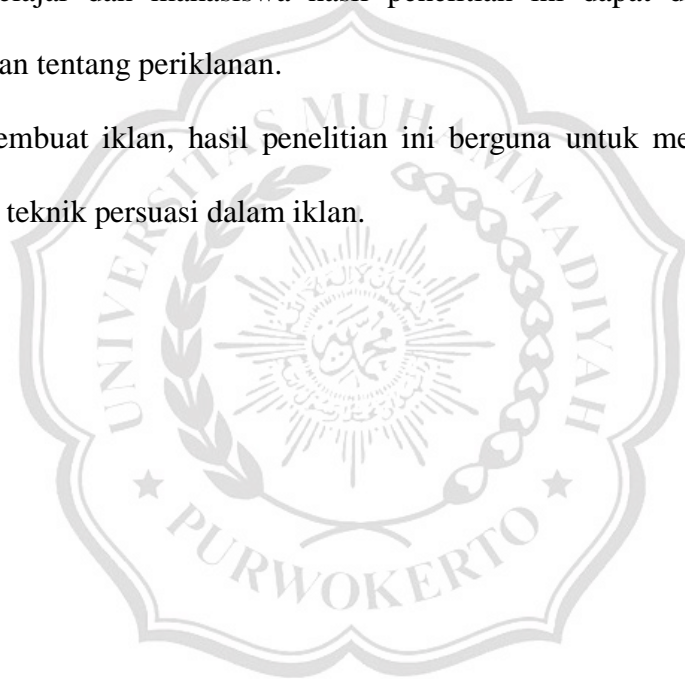 elajar dan mahasiswa hasil penelitian ini dapat d
an tentang periklanan.
embuat iklan, hasil penelitian ini berguna untuk me
teknik persuasi dalam iklan.
UNIVERSITAS MUHAMMADIYAH
PURWOKERTO